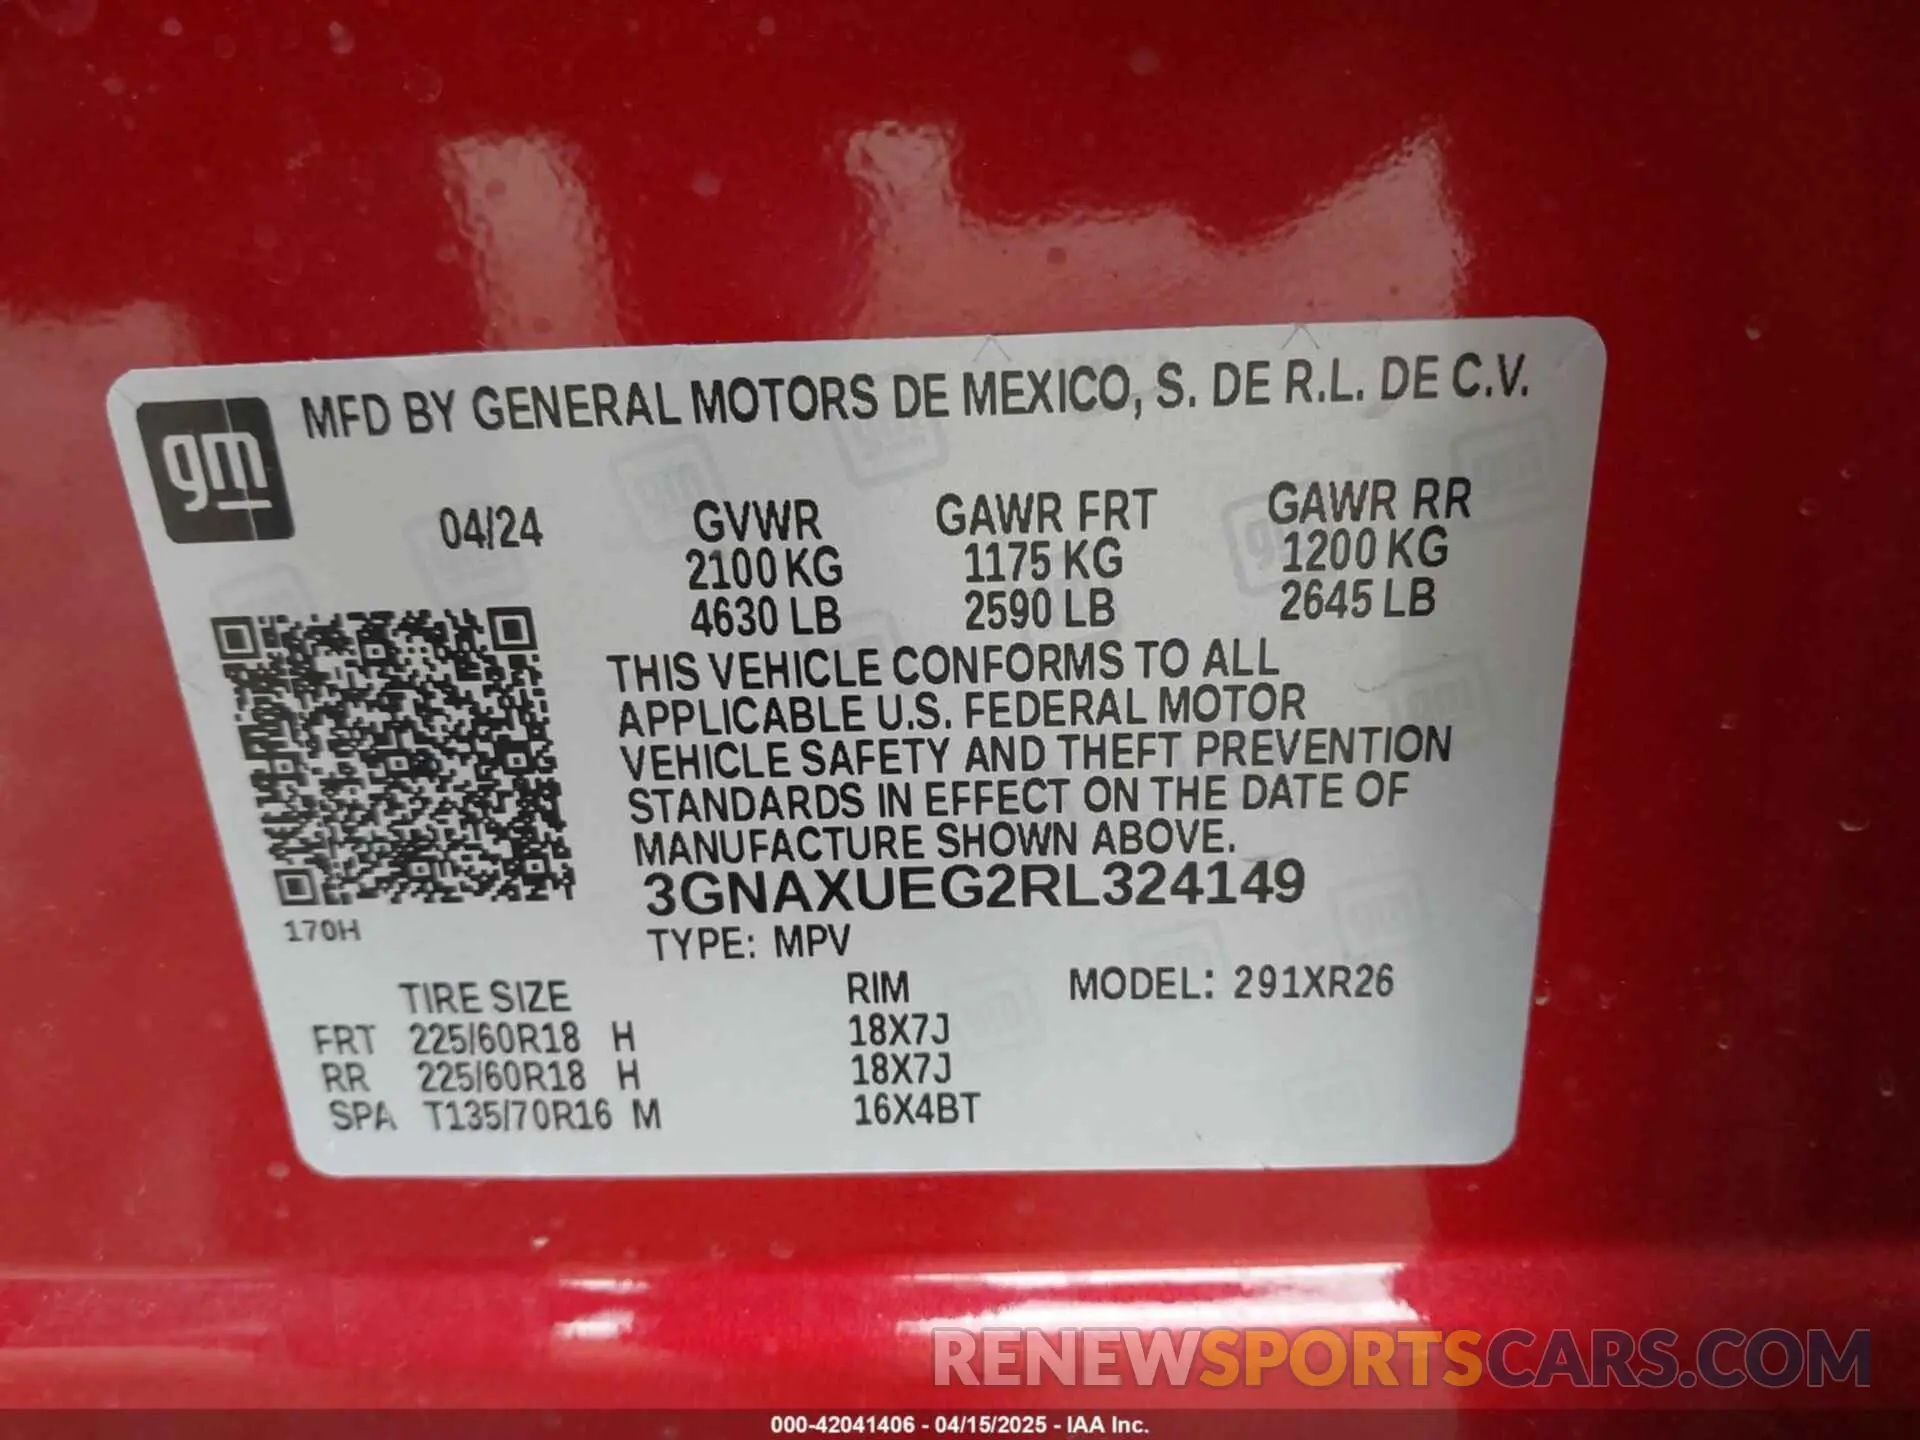 gm
MFD BY GENERAL MOTORS DE MEXICO, S. DE R.L. DE C.V.
04/24
GVWR GAWR FRT GAWR RR
2100 KG 1175 KG 1200 KG
4630 LB 2590 LB 2645 LB
THIS VEHICLE CONFORMS TO ALL
APPLICABLE U.S. FEDERAL MOTOR
VEHICLE SAFETY AND THEFT PREVENTION
STANDARDS IN EFFECT ON THE DATE OF
MANUFACTURE SHOWN ABOVE.
3GNAXUEG2RL324149
170H
TYPE: MPV
TIRE SIZE RIM MODEL: 291XR26
FRT 225/60R18 H 18X7J
RR 225/60R18 H 18X7J
SPA T135/70R16 M 16X4BT
RENEWSPORTSCARS.COM
000-42041406 - 04/15/2025 - IAA Inc.